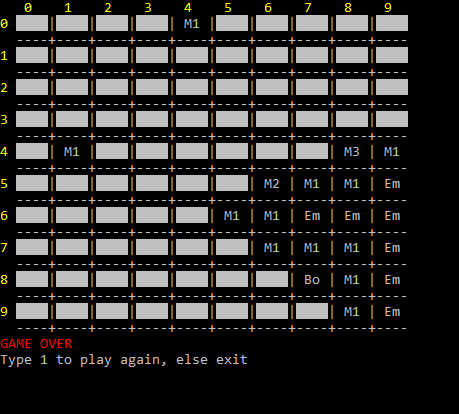 0 1 2 3 4 5 6 7 8 9
0 | | | | M1 | | | | |
----+----+----+----+----+----+----+----+----+----
1 | | | | | | | | |
----+----+----+----+----+----+----+----+----+----
2 | | | | | | | | |
----+----+----+----+----+----+----+----+----+----
3 | | | | | | | | |
----+----+----+----+----+----+----+----+----+----
4 | M1 | | | | | | | M3 | M1
----+----+----+----+----+----+----+----+----+----
5 | | | | | | M2 | M1 | M1 | Em
----+----+----+----+----+----+----+----+----+----
6 | | | | | M1 | M1 | Em | Em | Em
----+----+----+----+----+----+----+----+----+----
7 | | | | | | M1 | M1 | M1 | Em
----+----+----+----+----+----+----+----+----+----
8 | | | | | | | Bo | M1 | Em
----+----+----+----+----+----+----+----+----+----
9 | | | | | | | | M1 | Em
----+----+----+----+----+----+----+----+----+----
GAME OVER
Type 1 to play again, else exit